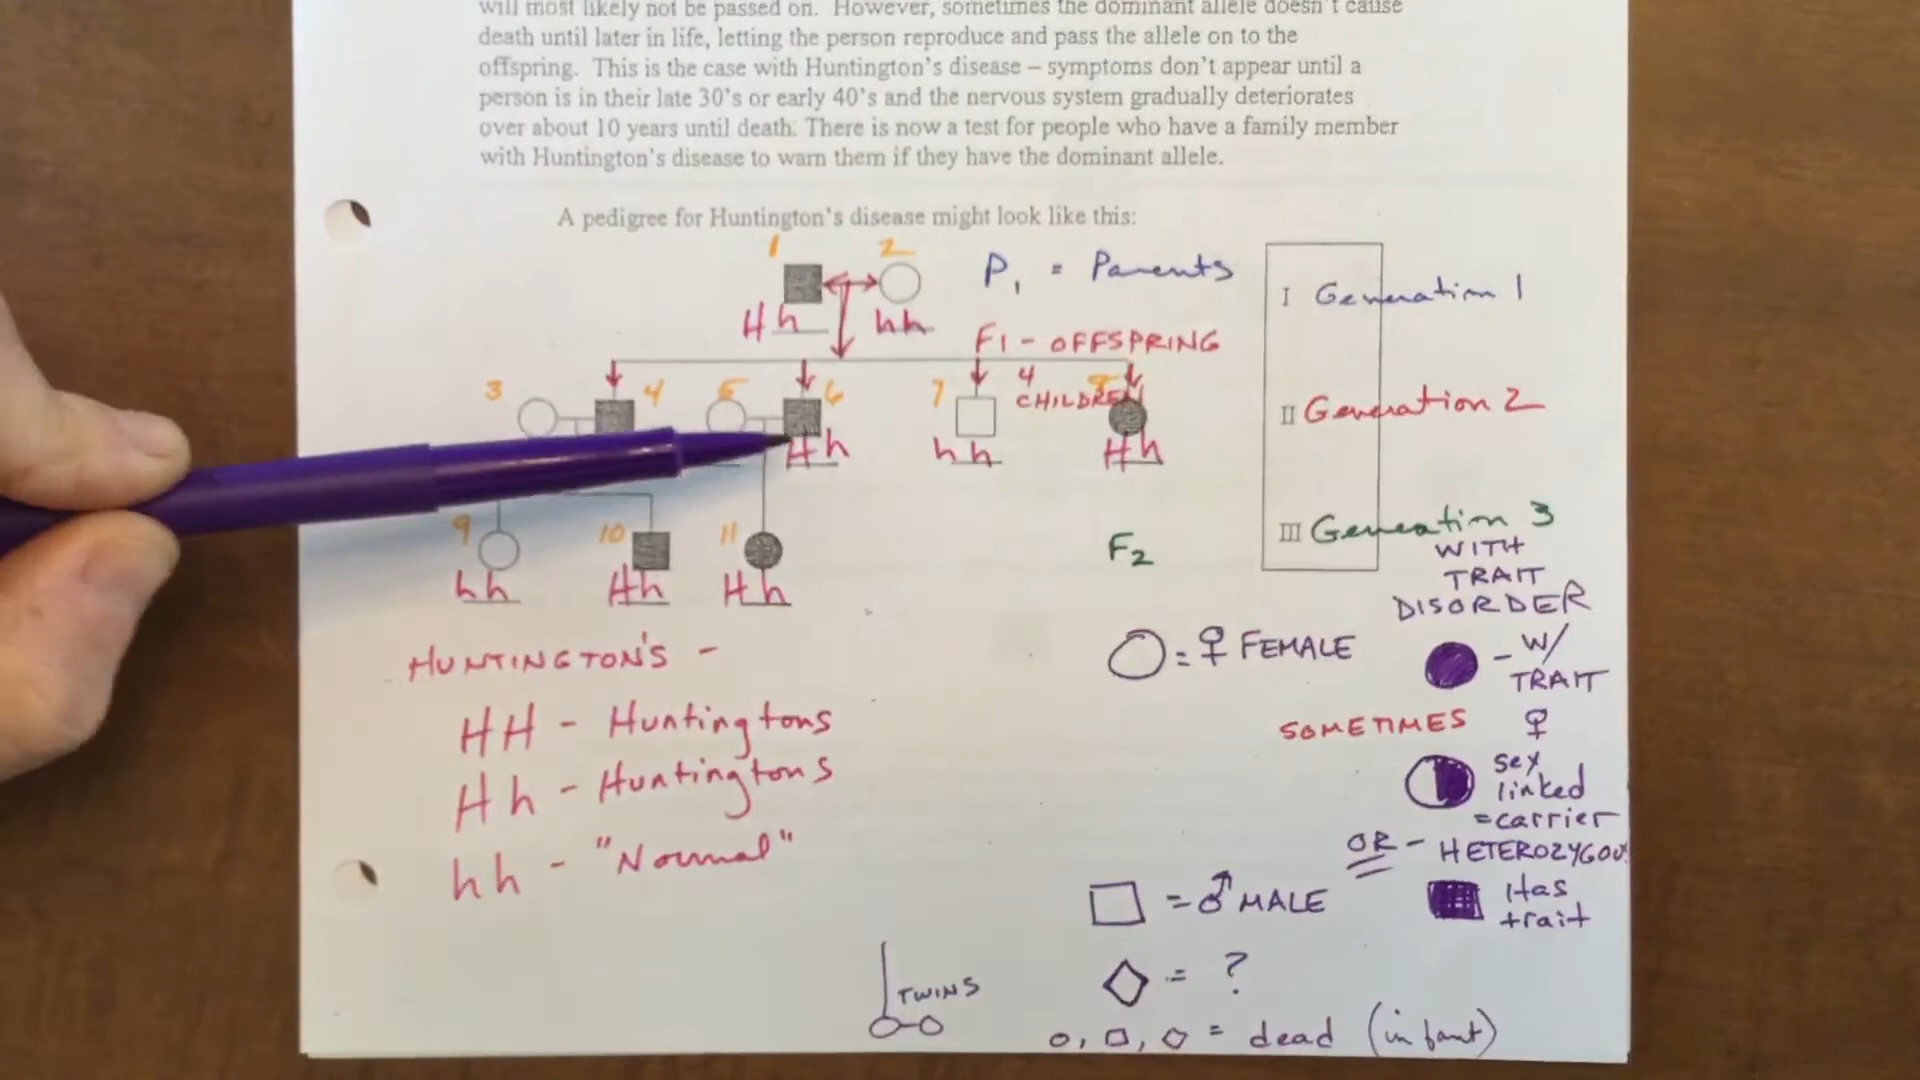 will most likely not be passed on. However, sometimes the dominant allele doesn't cause
death until later in life, letting the person reproduce and pass the allele on to the
offspring. This is the case with Huntington's disease – symptoms don't appear until a
person is in their late 30's or early 40's and the nervous system gradually deteriorates
over about 10 years until death. There is now a test for people who have a family member
with Huntington's disease to warn them if they have the dominant allele.
A pedigree for Huntington's disease might look like this:
1 2
P1 = Parents
I Generation 1
Hh hh
F1 - OFFSPRING
4
CHILDREN
3 4 5 6 7 8
II Generation 2
Hh hh Hh
9 10 11
F2
III Generation 3
hh Hh Hh
WITH
TRAIT
DISORDER
= ♀ FEMALE
- W/
TRAIT
HUNTINGTON'S -
HH - Huntingtons
Hh - Huntingtons
hh - "Normal"
SOMETIMES ♀
sex
linked
=carrier
OR - HETEROZYGOU
= ♂ MALE
Has
trait
= ?
TWINS
= dead (infant)